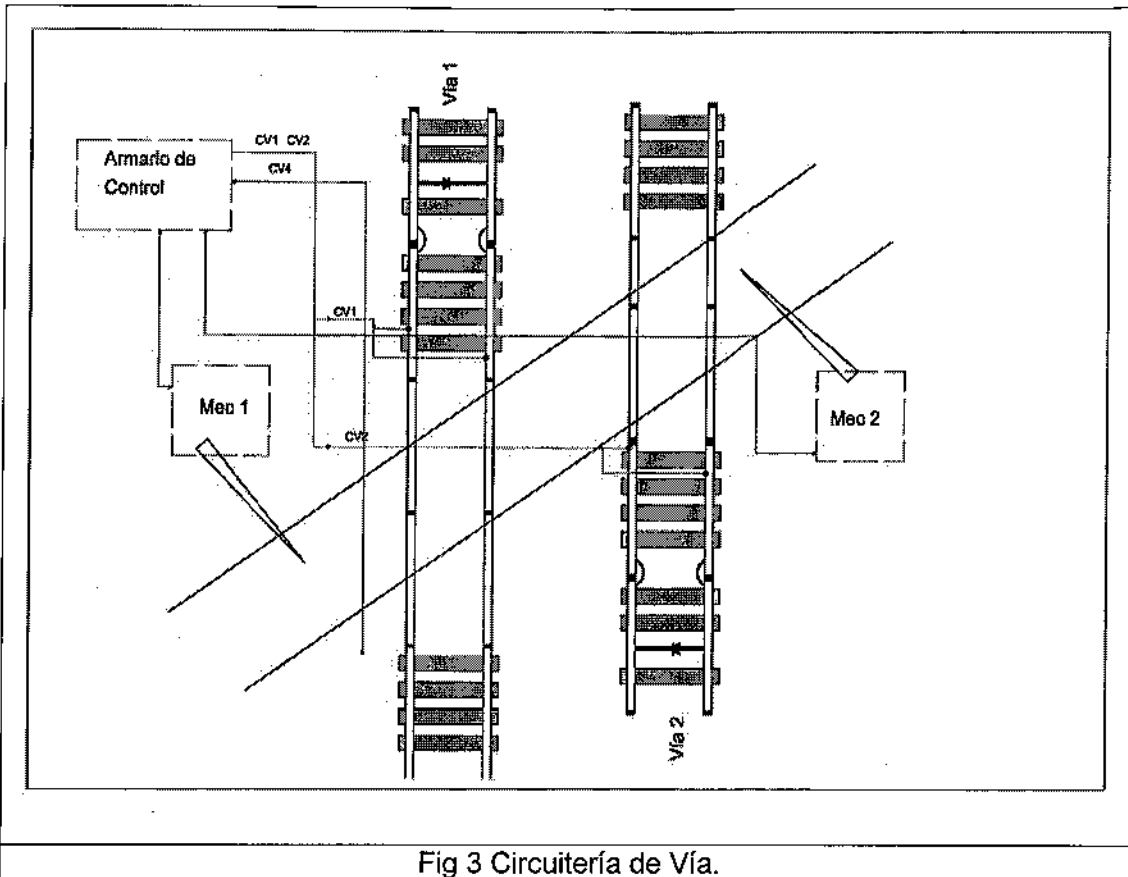 Vía 1
Armario de
Control
CV1 CV2
CV4
CV1
Mec 1
CV2
Mec 2
Vía 2
Fig 3 Circuitería de Vía.